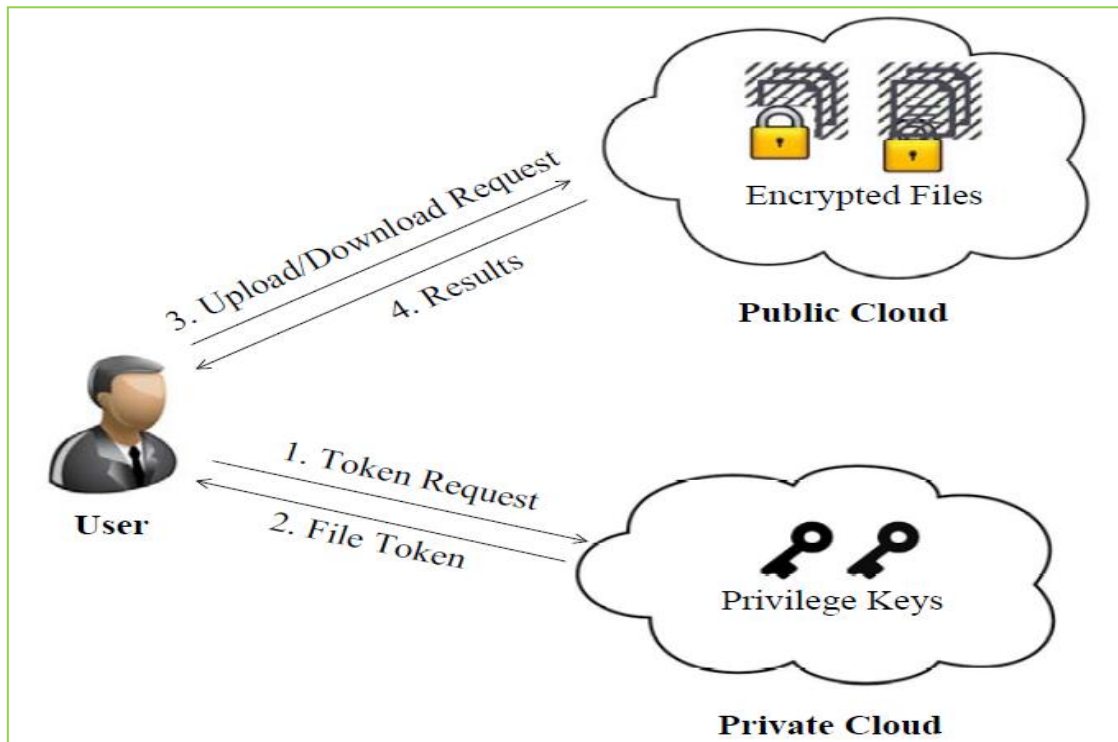 Encrypted Files
Public Cloud
3. Upload/Download Request
4. Results
User
1. Token Request
2. File Token
Privilege Keys
Private Cloud